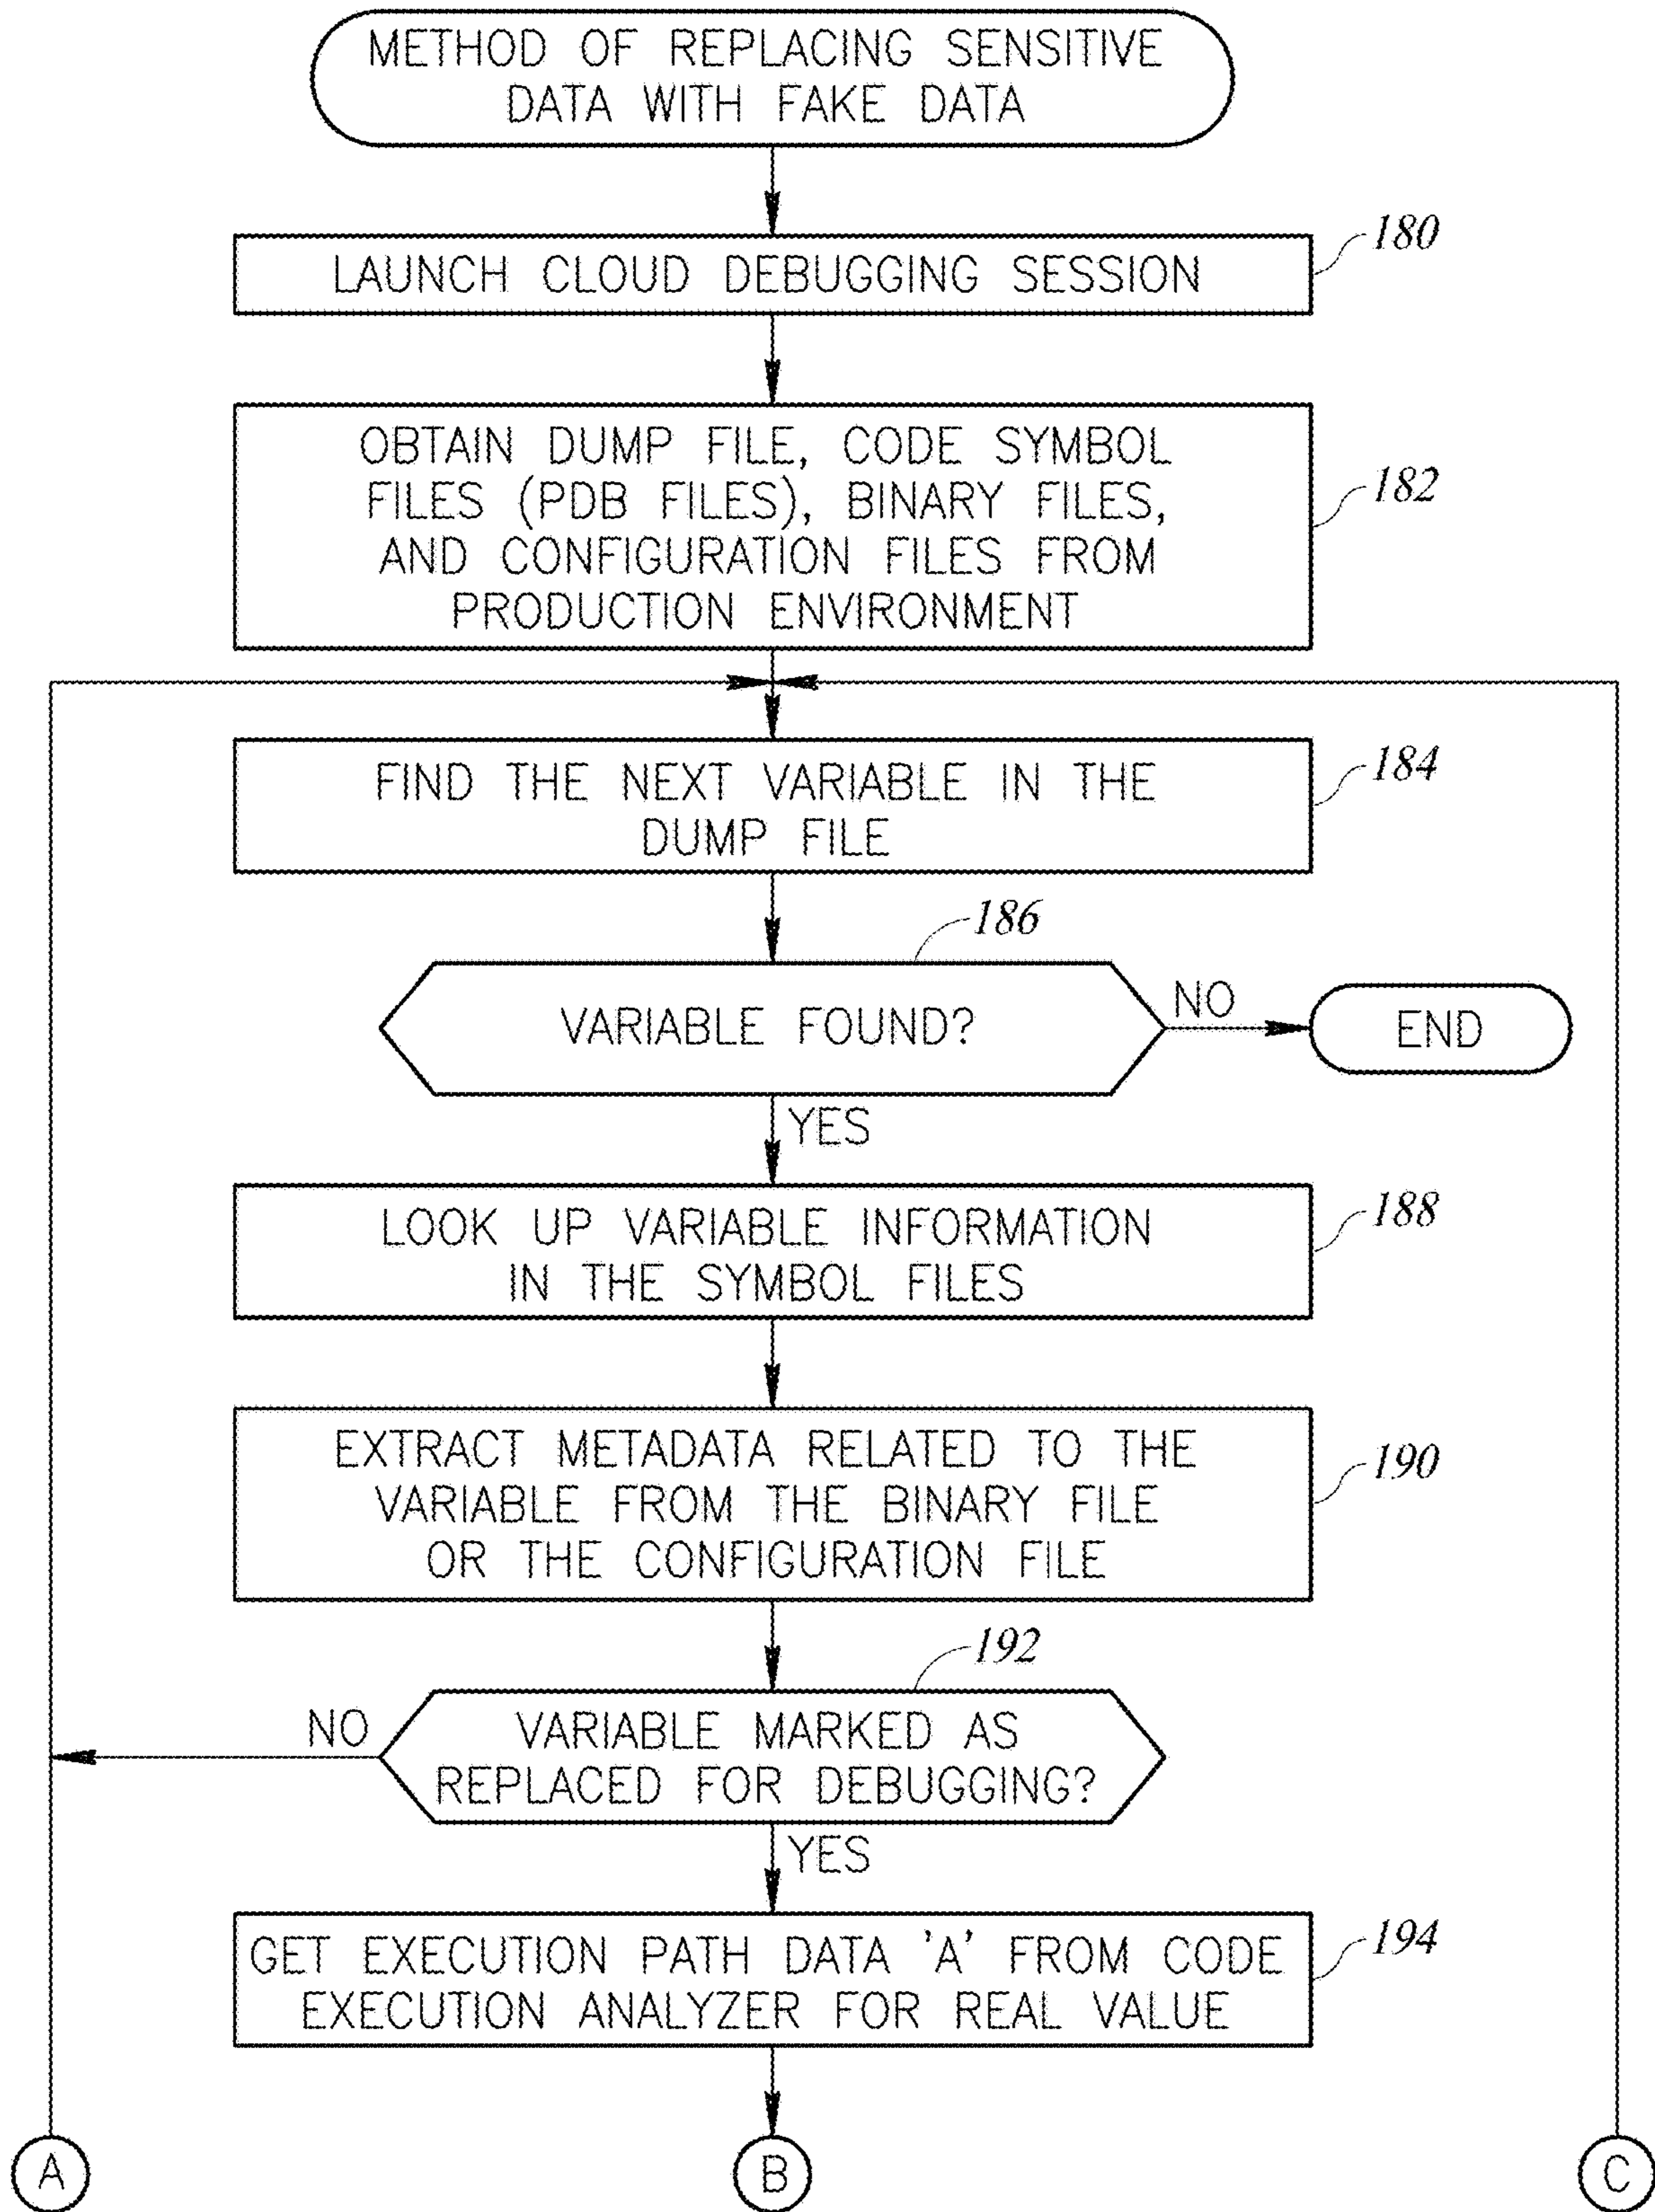 METHOD OF REPLACING SENSITIVE
DATA WITH FAKE DATA
180
LAUNCH CLOUD DEBUGGING SESSION
OBTAIN DUMP FILE, CODE SYMBOL
FILES (PDB FILES), BINARY FILES,
AND CONFIGURATION FILES FROM
PRODUCTION ENVIRONMENT
182
FIND THE NEXT VARIABLE IN THE
DUMP FILE
184
186
VARIABLE FOUND?
NO
END
YES
LOOK UP VARIABLE INFORMATION
IN THE SYMBOL FILES
188
EXTRACT METADATA RELATED TO THE
VARIABLE FROM THE BINARY FILE
OR THE CONFIGURATION FILE
190
192
NO
VARIABLE MARKED AS
REPLACED FOR DEBUGGING?
YES
GET EXECUTION PATH DATA 'A' FROM CODE
EXECUTION ANALYZER FOR REAL VALUE
194
A
B
C